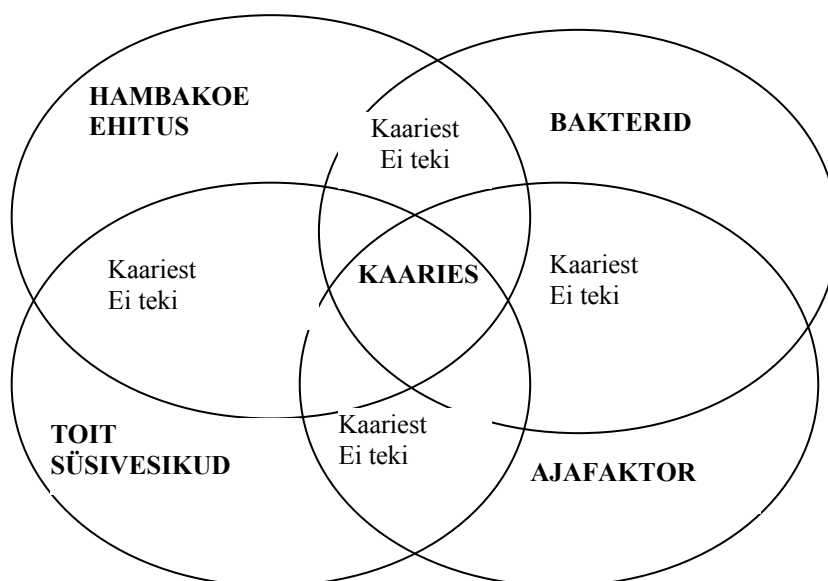 HAMBAKOE
EHITUS
Kaariest
Ei teki
BAKTERID
Kaariest
Ei teki
KAARIES
Kaariest
Ei teki
TOIT
SÜSIVESIKUD
Kaariest
Ei teki
AJAFAKTOR